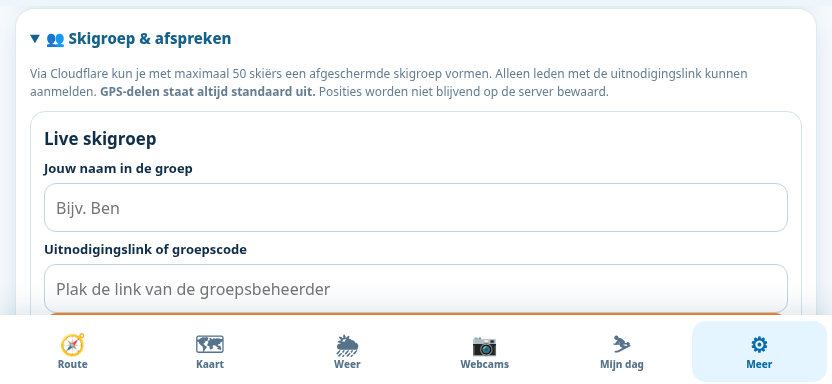 Skigroep & afspreken
Via Cloudflare kun je met maximaal 50 skiërs een afgeschermde skigroep vormen. Alleen leden met de uitnodigingslink kunnen
aanmelden. GPS-delen staat altijd standaard uit. Posities worden niet blijvend op de server bewaard.
Live skigroep
Jouw naam in de groep
Bijv. Ben
Uitnodigingslink of groepscode
Plak de link van de groepsbeheerder
Route Kaart Weer Webcams Mijn dag Meer